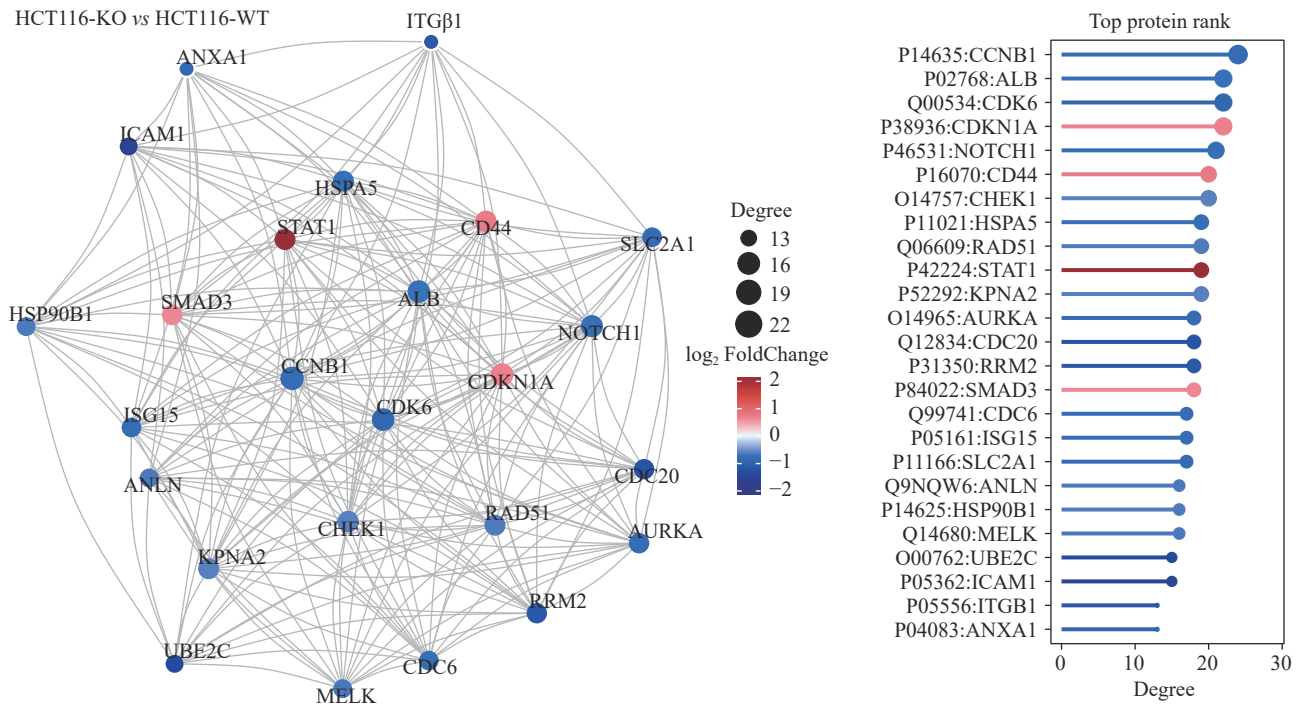 HCT116-KO vs HCT116-WT
ITGβ1
ANXA1
ICAM1
HSPA5
STAT1
CD44
SLC2A1
HSP90B1
SMAD3
ALB
NOTCH1
CCNB1
CDKN1A
ISG15
CDK6
ANLN
CDC20
CHEK1
RAD51
AURKA
KPNA2
RRM2
UBE2C
CDC6
MELK
Degree
13
16
19
22
log₂ FoldChange
2
1
0
−1
−2
Top protein rank
P14635:CCNB1
P02768:ALB
Q00534:CDK6
P38936:CDKN1A
P46531:NOTCH1
P16070:CD44
O14757:CHEK1
P11021:HSPA5
Q06609:RAD51
P42224:STAT1
P52292:KPNA2
O14965:AURKA
Q12834:CDC20
P31350:RRM2
P84022:SMAD3
Q99741:CDC6
P05161:ISG15
P11166:SLC2A1
Q9NQW6:ANLN
P14625:HSP90B1
Q14680:MELK
O00762:UBE2C
P05362:ICAM1
P05556:ITGB1
P04083:ANXA1
0 10 20 30
Degree